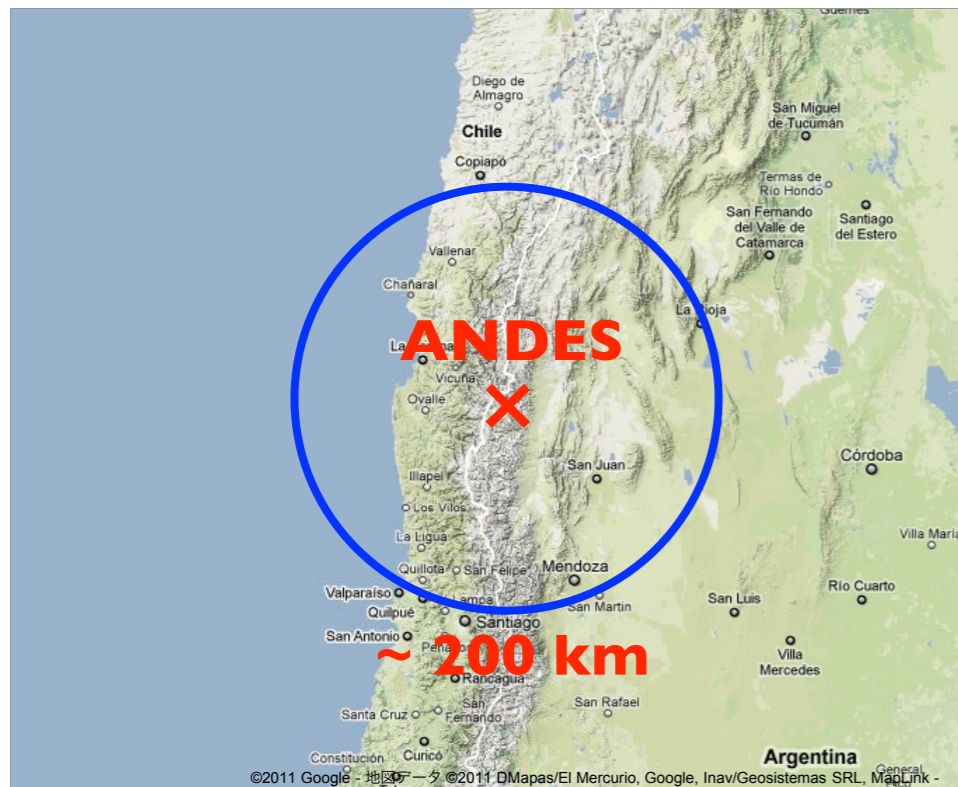 Güemes
Diego de
Almagro
San Miguel
de Tucumán
Chile
Copiapó
Termas de
Río Hondo
San Fernando
del Valle de
Catamarca
Santiago
del Estero
Vallenar
Chañaral
La Rioja
ANDES
La
Vicuña
Ovalle
Córdoba
San Juan
Illapel
Los Vilos
La Ligua
Villa María
Quillota
San Felipe
Mendoza
Valparaíso
Lampa
Río Cuarto
Quilpué
San Martin
San Luis
Santiago
San Antonio
~ 200 km
Villa
Mercedes
Rancagua
San Rafael
Santa Cruz
San
Fernando
Constitución
Curicó
Argentina
General
©2011 Google - 地図データ ©2011 DMapas/El Mercurio, Google, Inav/Geosistemas SRL, MapLink -